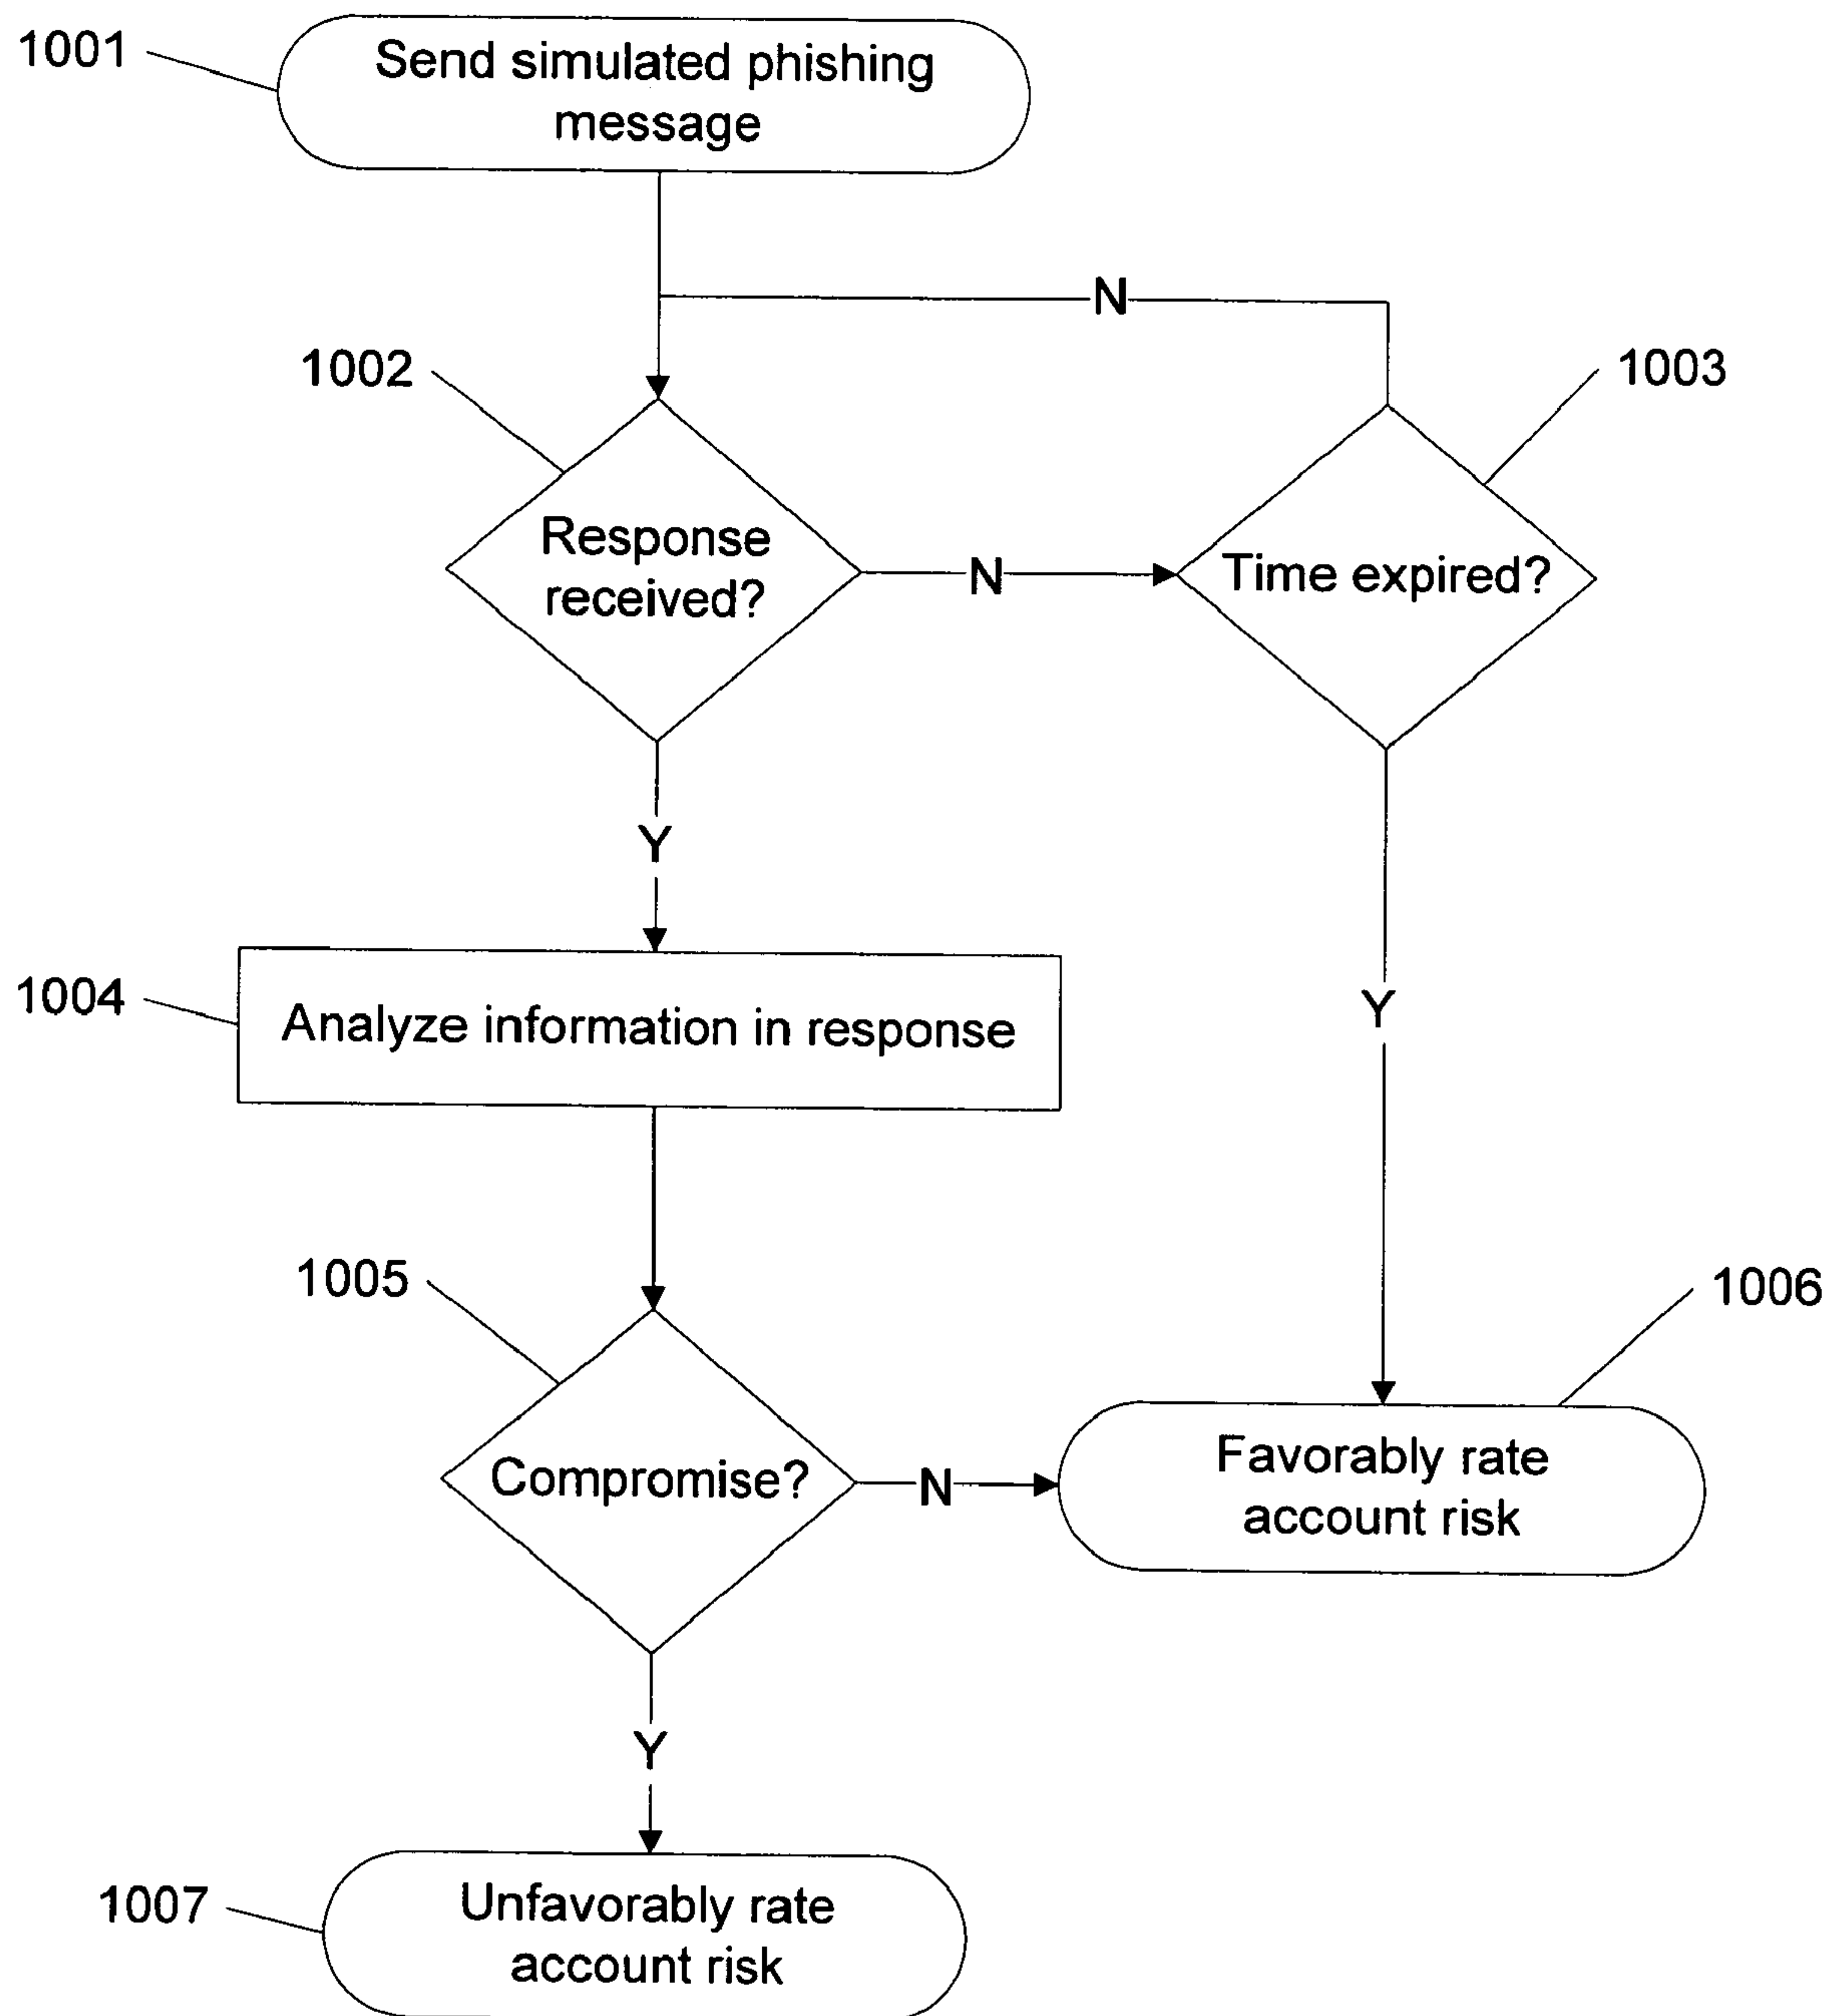 1001
Send simulated phishing
message
N
1002
1003
Response
received?
N
Time expired?
Y
1004
Analyze information in response
Y
1005
1006
Compromise?
N
Favorably rate
account risk
Y
1007
Unfavorably rate
account risk